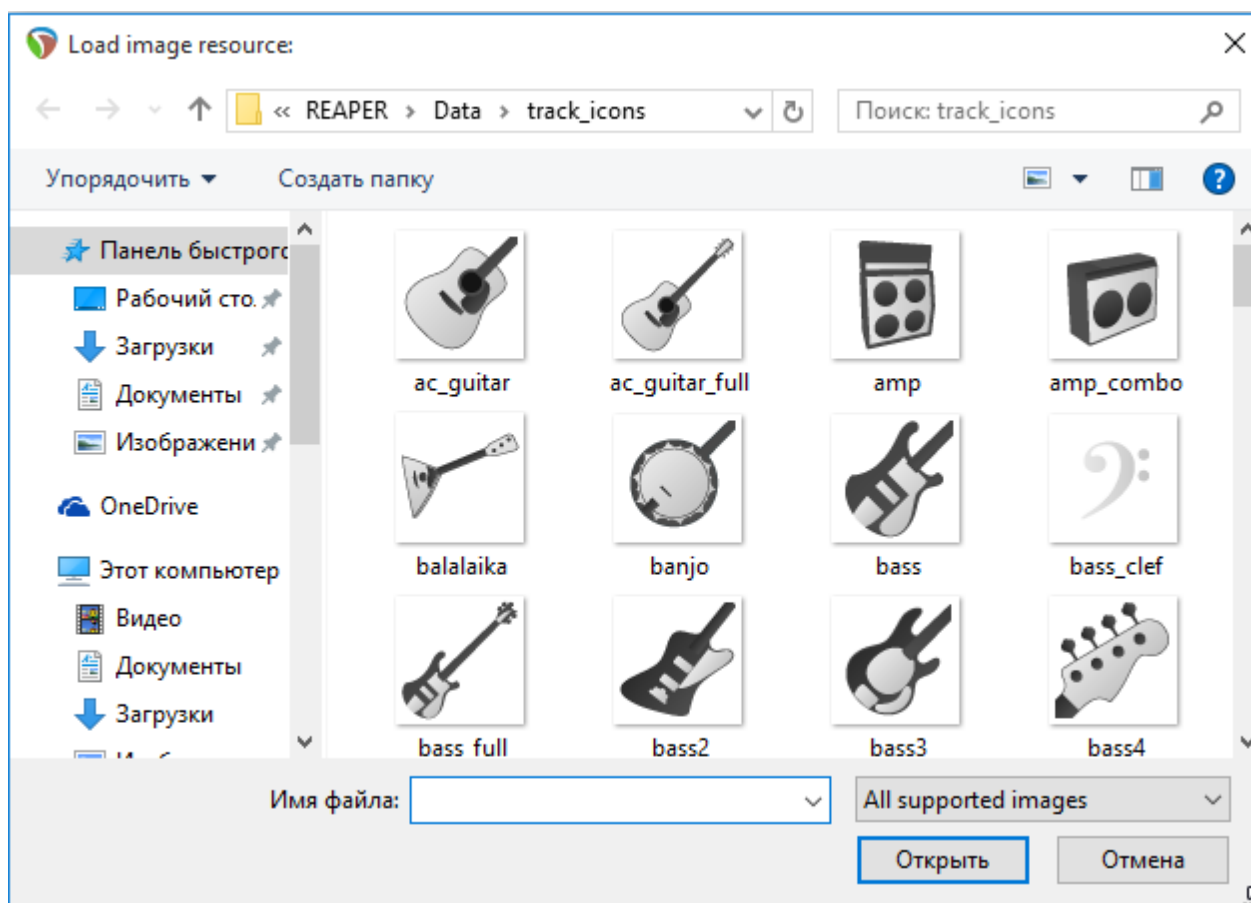 Load image resource:
« REAPER > Data > track_icons
Поиск: track_icons
Упорядочить
Создать папку
?
Панель быстрого
Рабочий сто.
Загрузки
Документы
Изображени
OneDrive
Этот компьютер
Видео
Документы
Загрузки
ac_guitar
ac_guitar_full
amp
amp_combo
balalaika
banjo
bass
bass_clef
bass_full
bass2
bass3
bass4
Имя файла:
All supported images
Открыть
Отмена